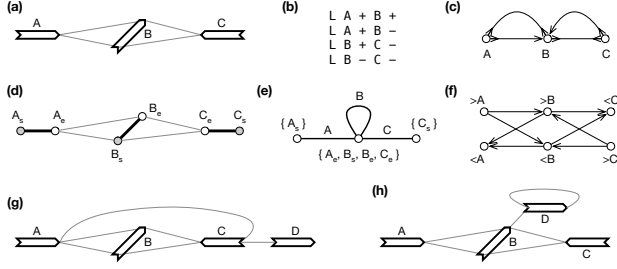 (a)
A
B
C
(b)
L A + B +
L A + B -
L B + C -
L B - C -
(c)
A
B
C
(d)
As
Ae
Be
Bs
Ce
Cs
(e)
B
{ As }
A
C
{ Cs }
{ Ae, Bs, Be, Ce }
(f)
>A
>B
<C
<A
<B
>C
(g)
A
B
C
D
(h)
A
B
D
C